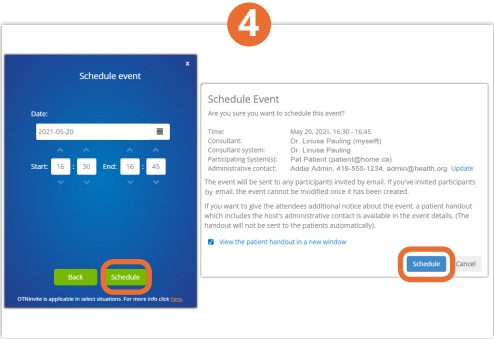 4
x
Schedule event
Date:
2021-05-20
Start: 16 : 30 End: 16 : 45
Back Schedule
OTNinvite is applicable in select situations. For more info click here.
Schedule Event
Are you sure you want to schedule this event?
Time: May 20, 2021, 16:30 - 16:45
Consultant: Dr. Linusa Pauling (myselft)
Consultant system: Dr. Linusa Pauling
Participating System(s): Pat Patient (patient@home.ca)
Administrative contact: Addie Admin, 416-555-1234, admin@health.org Update
The event will be sent to any participants invited by email. If you've invited participants
by email, the event cannot be modified once it has been created.
If you want to give the attendees additional notice about the event, a patient handout
which includes the host's administrative contact is available in the event details. (The
handout will not be sent to the patients automatically).
View the patient handout in a new window
Schedule Cancel